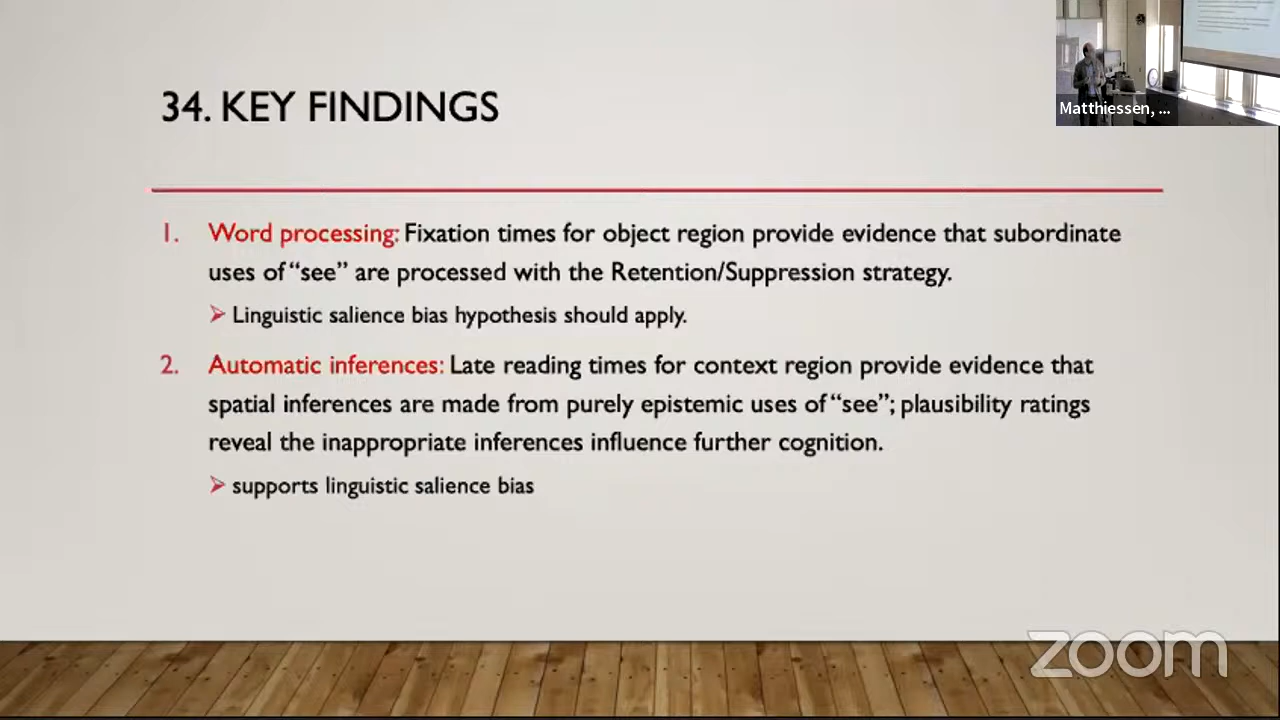 34. KEY FINDINGS
Matthiessen, ...
1. Word processing: Fixation times for object region provide evidence that subordinate
uses of “see” are processed with the Retention/Suppression strategy.
➢ Linguistic salience bias hypothesis should apply.
2. Automatic inferences: Late reading times for context region provide evidence that
spatial inferences are made from purely epistemic uses of “see”; plausibility ratings
reveal the inappropriate inferences influence further cognition.
➢ supports linguistic salience bias
zoom